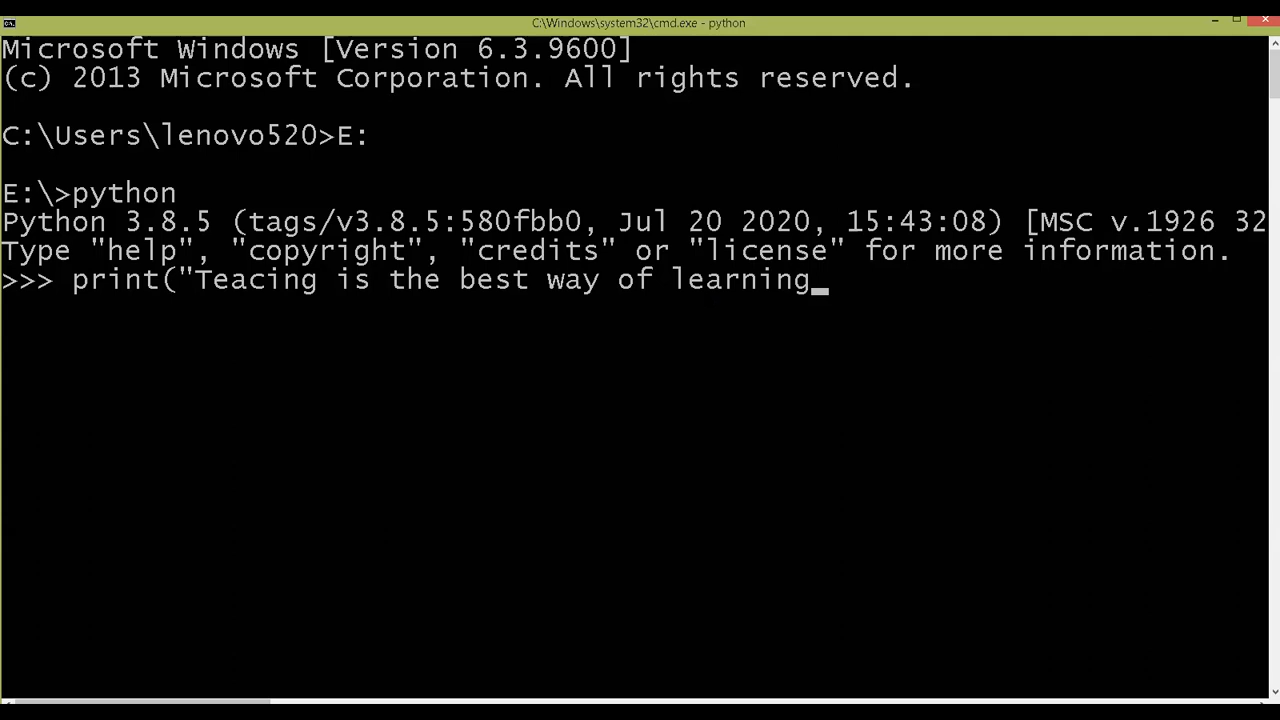 C:\Windows\system32\cmd.exe - python
Microsoft Windows [Version 6.3.9600]
(c) 2013 Microsoft Corporation. All rights reserved.
C:\Users\lenovo520>E:
E:\>python
Python 3.8.5 (tags/v3.8.5:580fbb0, Jul 20 2020, 15:43:08) [MSC v.1926 32
Type "help", "copyright", "credits" or "license" for more information.
>>> print("Teacing is the best way of learning_